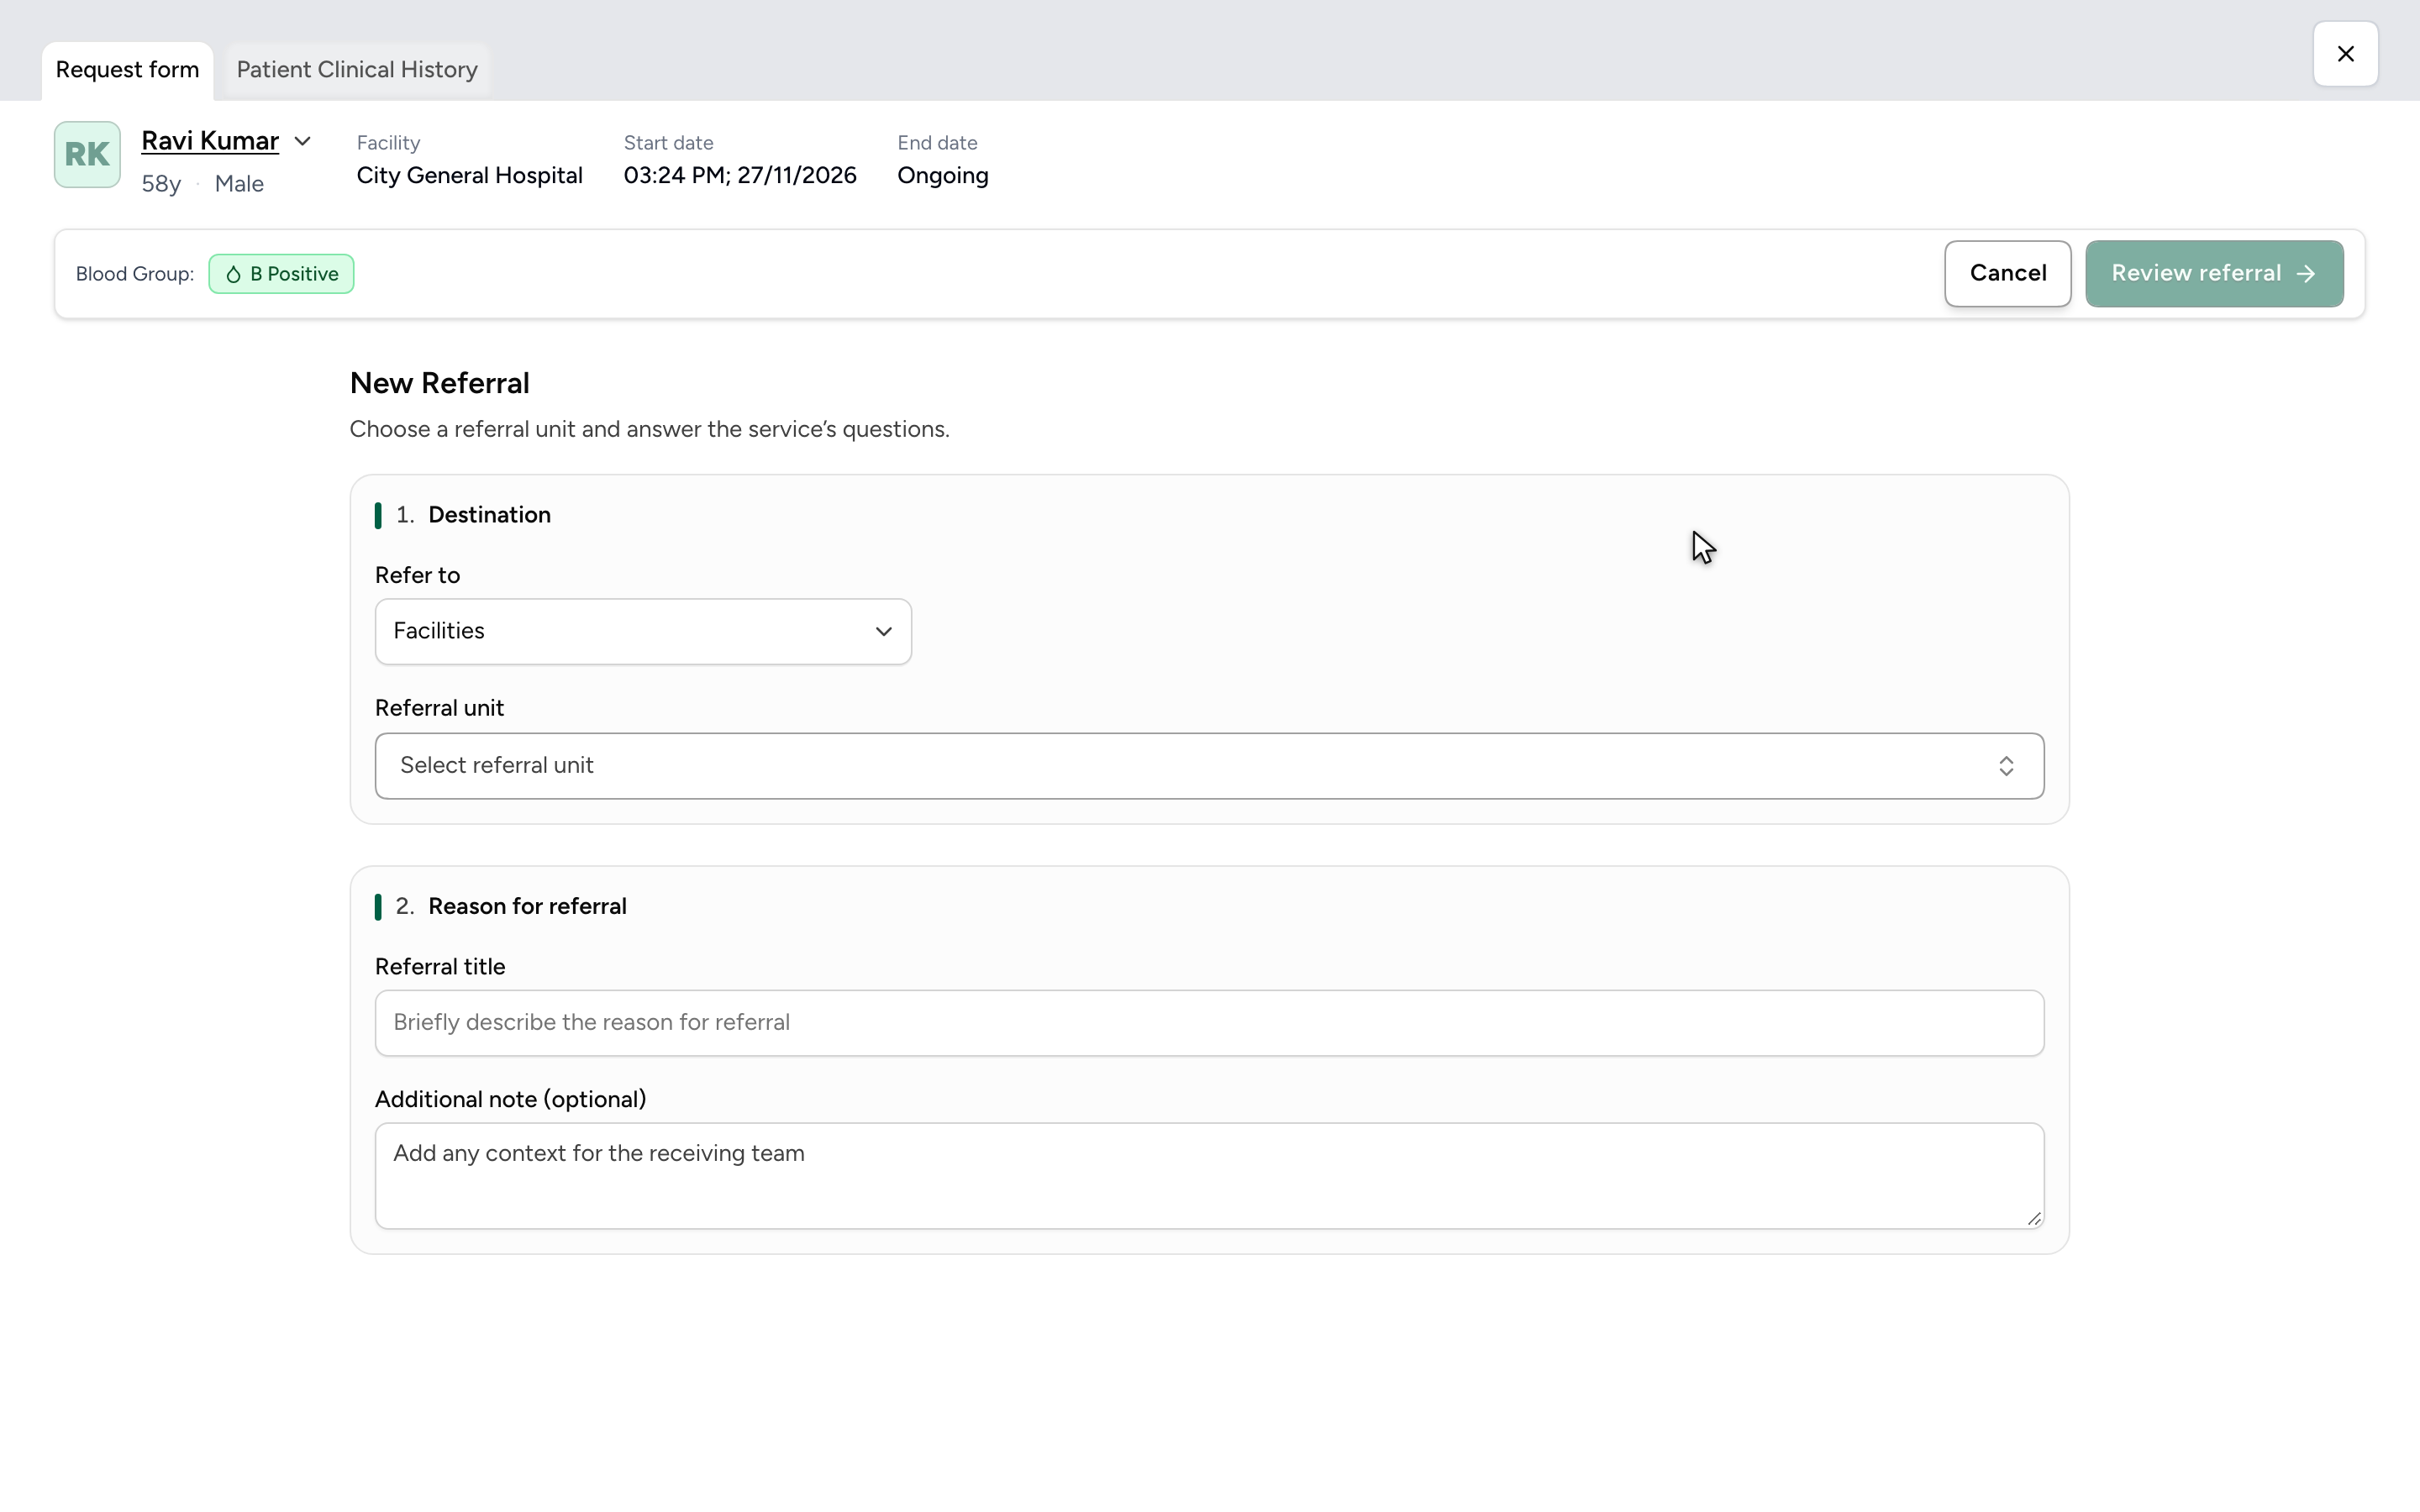 Request form
Patient Clinical History
RK
Ravi Kumar
58y · Male
Facility
City General Hospital
Start date
03:24 PM; 27/11/2026
End date
Ongoing
Blood Group:
B Positive
Cancel
Review referral
New Referral
Choose a referral unit and answer the service’s questions.
1. Destination
Refer to
Facilities
Referral unit
Select referral unit
2. Reason for referral
Referral title
Briefly describe the reason for referral
Additional note (optional)
Add any context for the receiving team